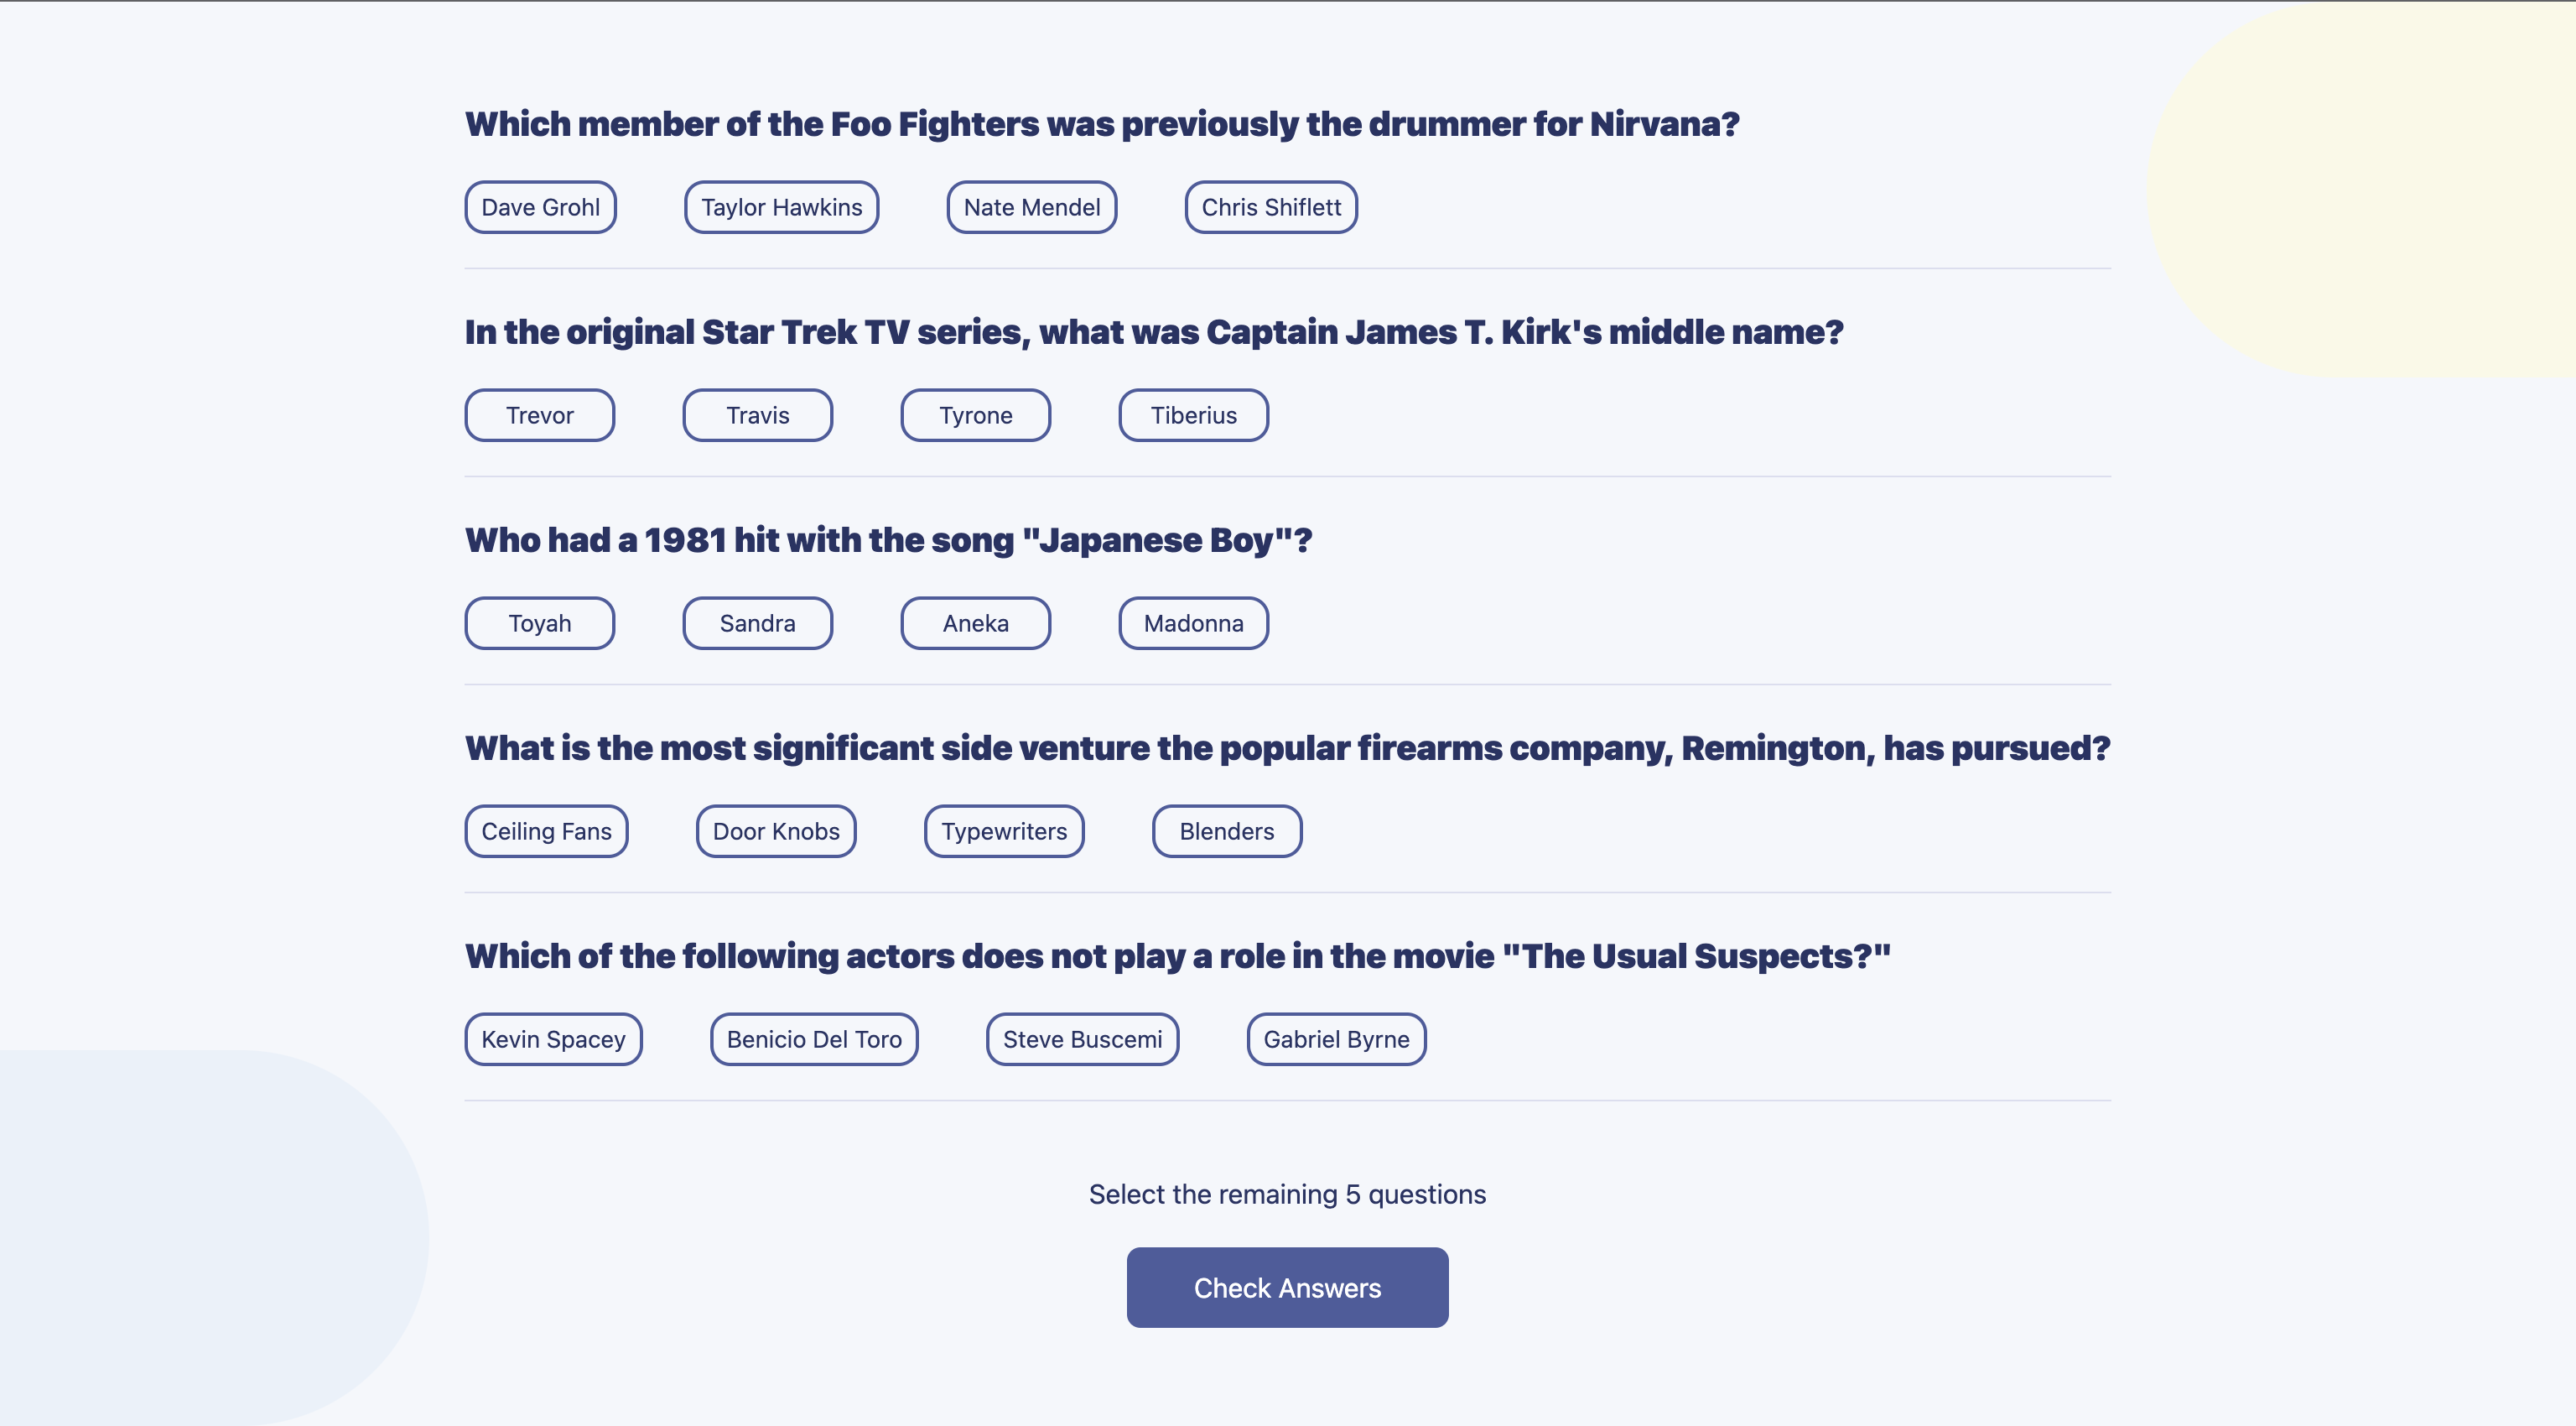 Which member of the Foo Fighters was previously the drummer for Nirvana?
Dave Grohl Taylor Hawkins Nate Mendel Chris Shiflett
In the original Star Trek TV series, what was Captain James T. Kirk's middle name?
Trevor Travis Tyrone Tiberius
Who had a 1981 hit with the song "Japanese Boy"?
Toyah Sandra Aneka Madonna
What is the most significant side venture the popular firearms company, Remington, has pursued?
Ceiling Fans Door Knobs Typewriters Blenders
Which of the following actors does not play a role in the movie "The Usual Suspects?"
Kevin Spacey Benicio Del Toro Steve Buscemi Gabriel Byrne
Select the remaining 5 questions
Check Answers